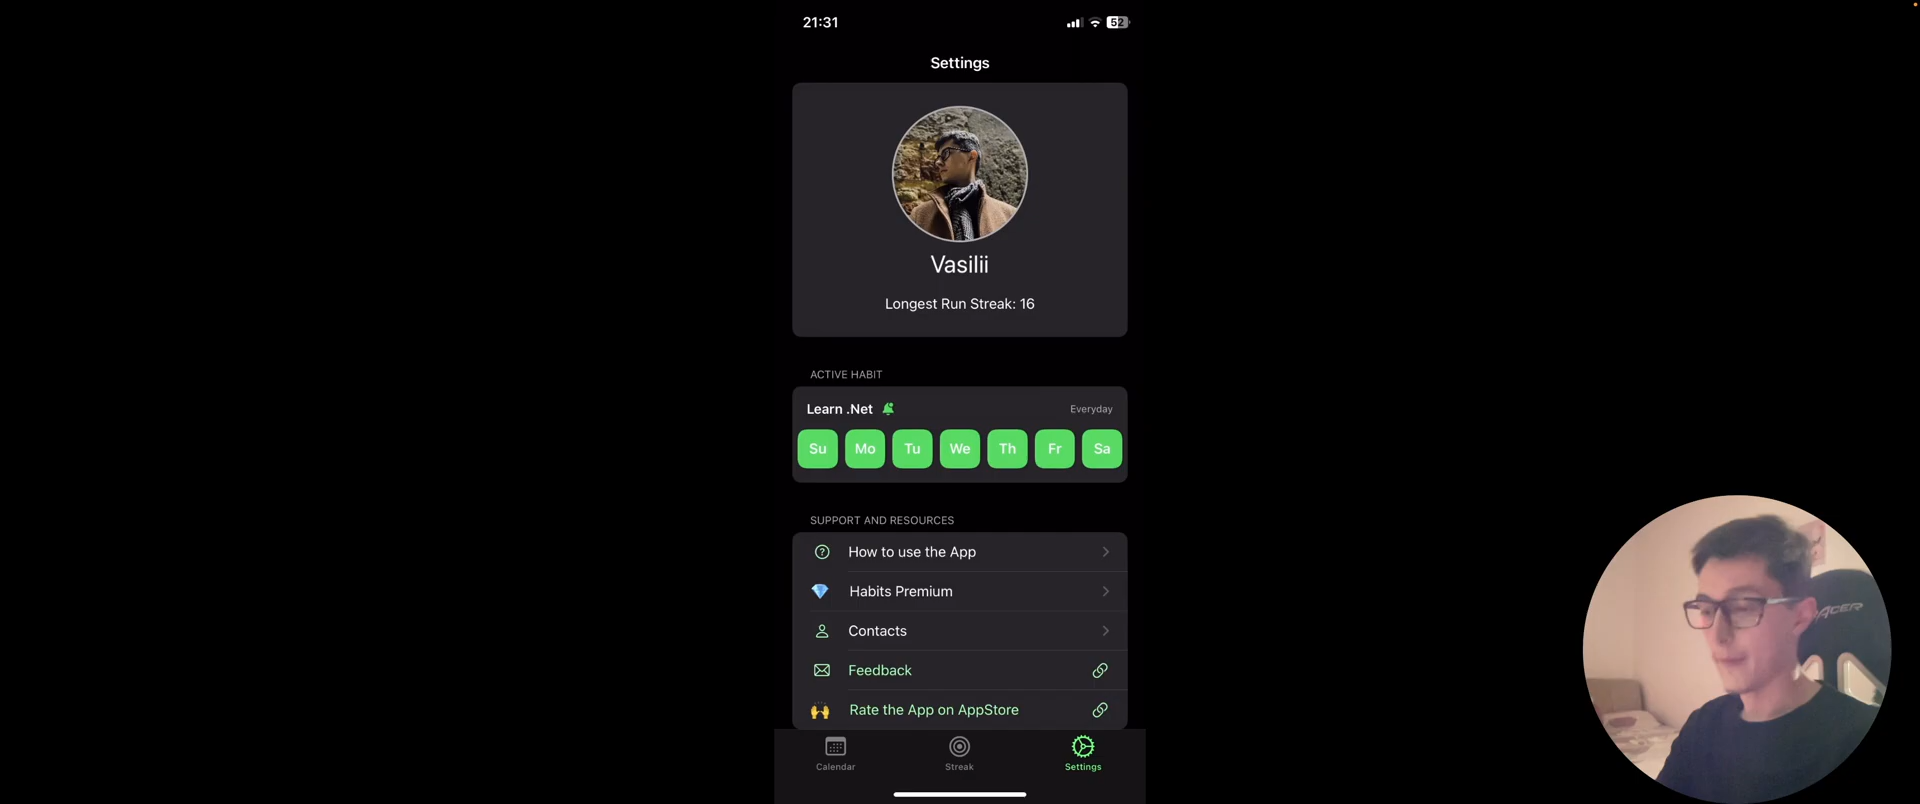 21:31
52
Settings
Vasilii
Longest Run Streak: 16
ACTIVE HABIT
Learn .Net
Everyday
Su Mo Tu We Th Fr Sa
SUPPORT AND RESOURCES
How to use the App
Habits Premium
Contacts
Feedback
Rate the App on AppStore
Calendar Streak Settings
ACER